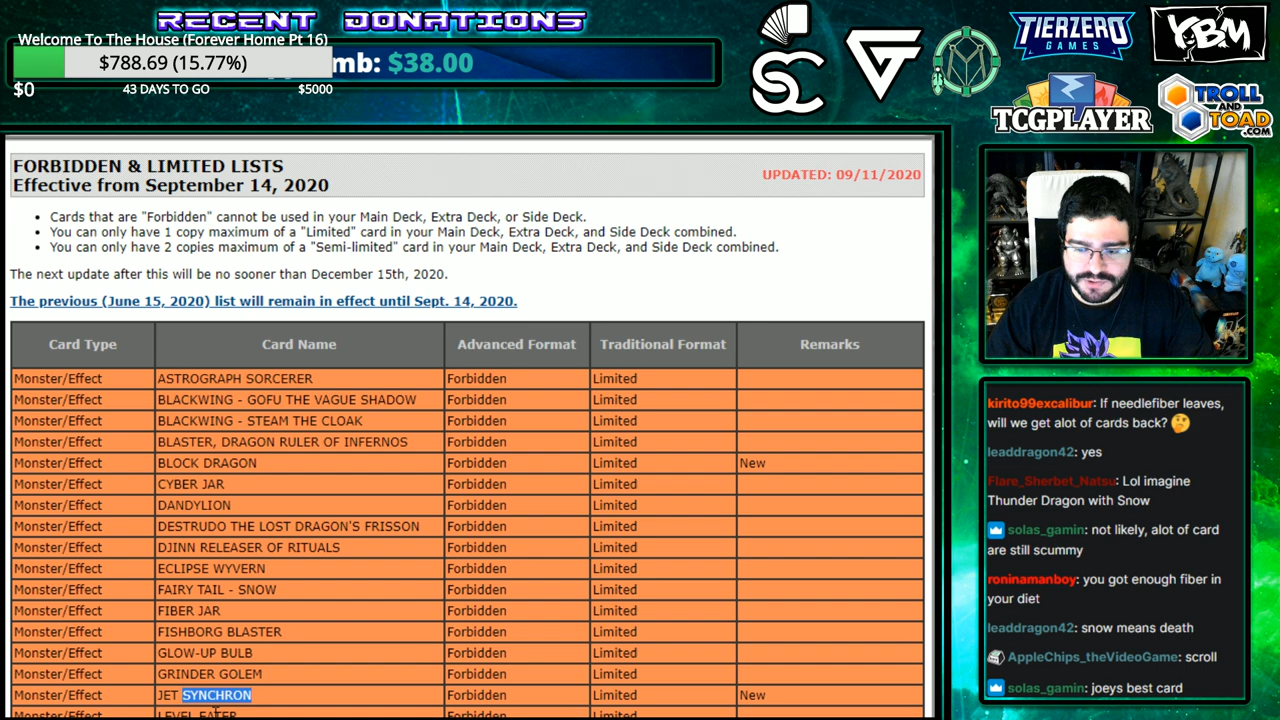 RECENT DONATIONS
Welcome To The House (Forever Home Pt 16)
$788.69 (15.77%)
mb: $38.00
$0 43 DAYS TO GO $5000
SC
TIERZERO
GAMES
YBM
TCGPLAYER
TROLL
AND
TOAD
.COM
FORBIDDEN & LIMITED LISTS
Effective from September 14, 2020
UPDATED: 09/11/2020
• Cards that are "Forbidden" cannot be used in your Main Deck, Extra Deck, or Side Deck.
• You can only have 1 copy maximum of a "Limited" card in your Main Deck, Extra Deck, and Side Deck combined.
• You can only have 2 copies maximum of a "Semi-limited" card in your Main Deck, Extra Deck, and Side Deck combined.
The next update after this will be no sooner than December 15th, 2020.
The previous (June 15, 2020) list will remain in effect until Sept. 14, 2020.
Card Type Card Name Advanced Format Traditional Format Remarks
Monster/Effect ASTROGRAPH SORCERER Forbidden Limited
Monster/Effect BLACKWING - GOFU THE VAGUE SHADOW Forbidden Limited
Monster/Effect BLACKWING - STEAM THE CLOAK Forbidden Limited
Monster/Effect BLASTER, DRAGON RULER OF INFERNOS Forbidden Limited
Monster/Effect BLOCK DRAGON Forbidden Limited New
Monster/Effect CYBER JAR Forbidden Limited
Monster/Effect DANDYLION Forbidden Limited
Monster/Effect DESTRUDO THE LOST DRAGON'S FRISSON Forbidden Limited
Monster/Effect DJINN RELEASER OF RITUALS Forbidden Limited
Monster/Effect ECLIPSE WYVERN Forbidden Limited
Monster/Effect FAIRY TAIL - SNOW Forbidden Limited
Monster/Effect FIBER JAR Forbidden Limited
Monster/Effect FISHBORG BLASTER Forbidden Limited
Monster/Effect GLOW-UP BULB Forbidden Limited
Monster/Effect GRINDER GOLEM Forbidden Limited
Monster/Effect JET SYNCHRON Forbidden Limited New
Monster/Effect LEVEL EATER Forbidden Limited
kirito99excalibur: If needlefiber leaves,
will we get alot of cards back?
leaddragon42: yes
Flare_Sherbet_Natsu: Lol imagine
Thunder Dragon with Snow
solas_gamin: not likely, alot of card
are still scummy
roninamanboy: you got enough fiber in
your diet
leaddragon42: snow means death
AppleChips_theVideoGame: scroll
solas_gamin: joeys best card